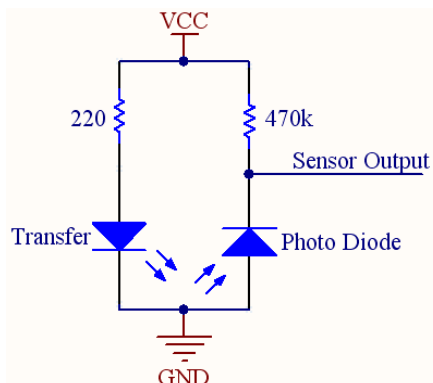 VCC
220
470k
Sensor Output
Transfer
Photo Diode
GND